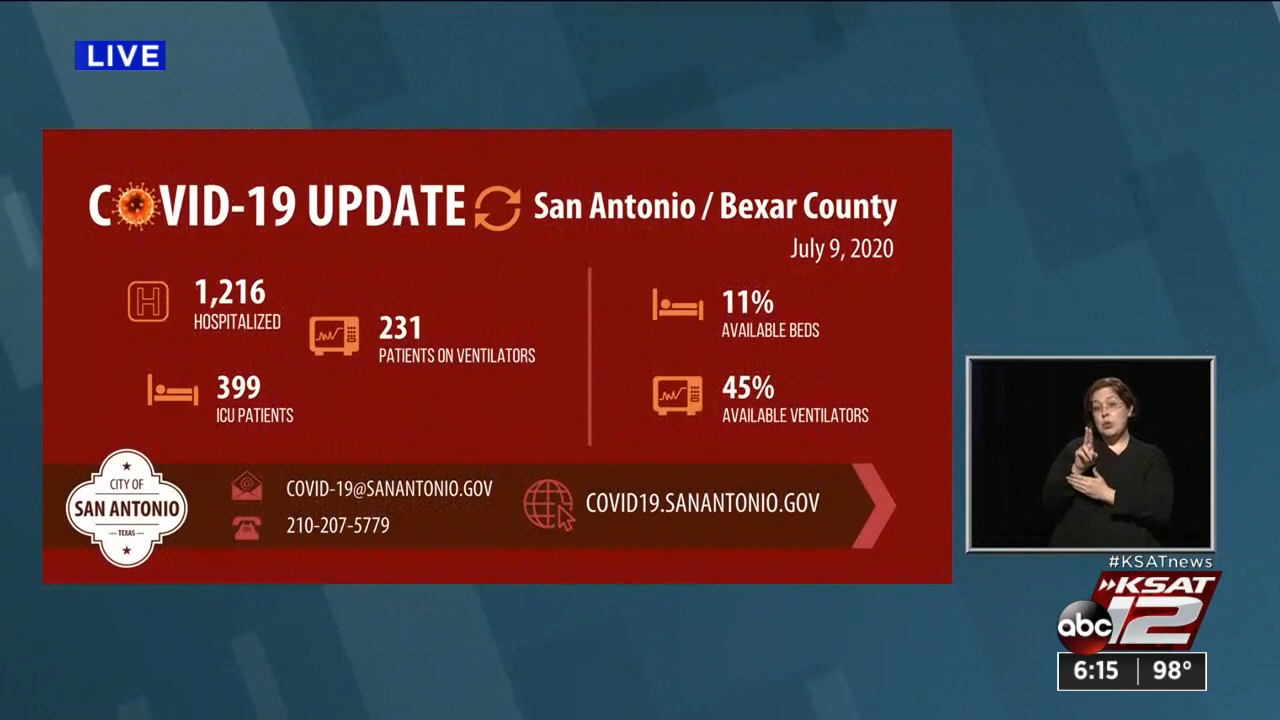 LIVE
COVID-19 UPDATE
San Antonio / Bexar County
July 9, 2020
H
1,216
HOSPITALIZED
231
PATIENTS ON VENTILATORS
399
ICU PATIENTS
11%
AVAILABLE BEDS
45%
AVAILABLE VENTILATORS
CITY OF
SAN ANTONIO
TEXAS
@
COVID-19@SANANTONIO.GOV
210-207-5779
COVID19.SANANTONIO.GOV
#KSATnews
KSAT
abc 12
6:15 98°